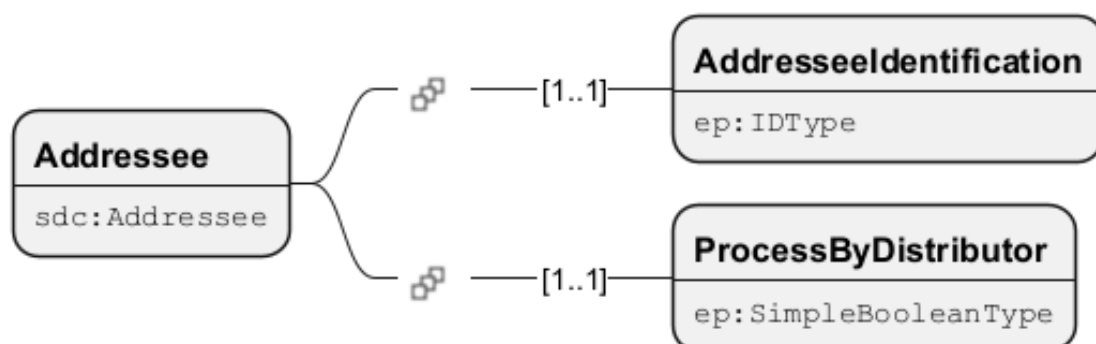 AddresseeIdentification
[1..1]
ep:IDType
Addressee
sdc:Addressee
ProcessByDistributor
[1..1]
ep:SimpleBooleanType